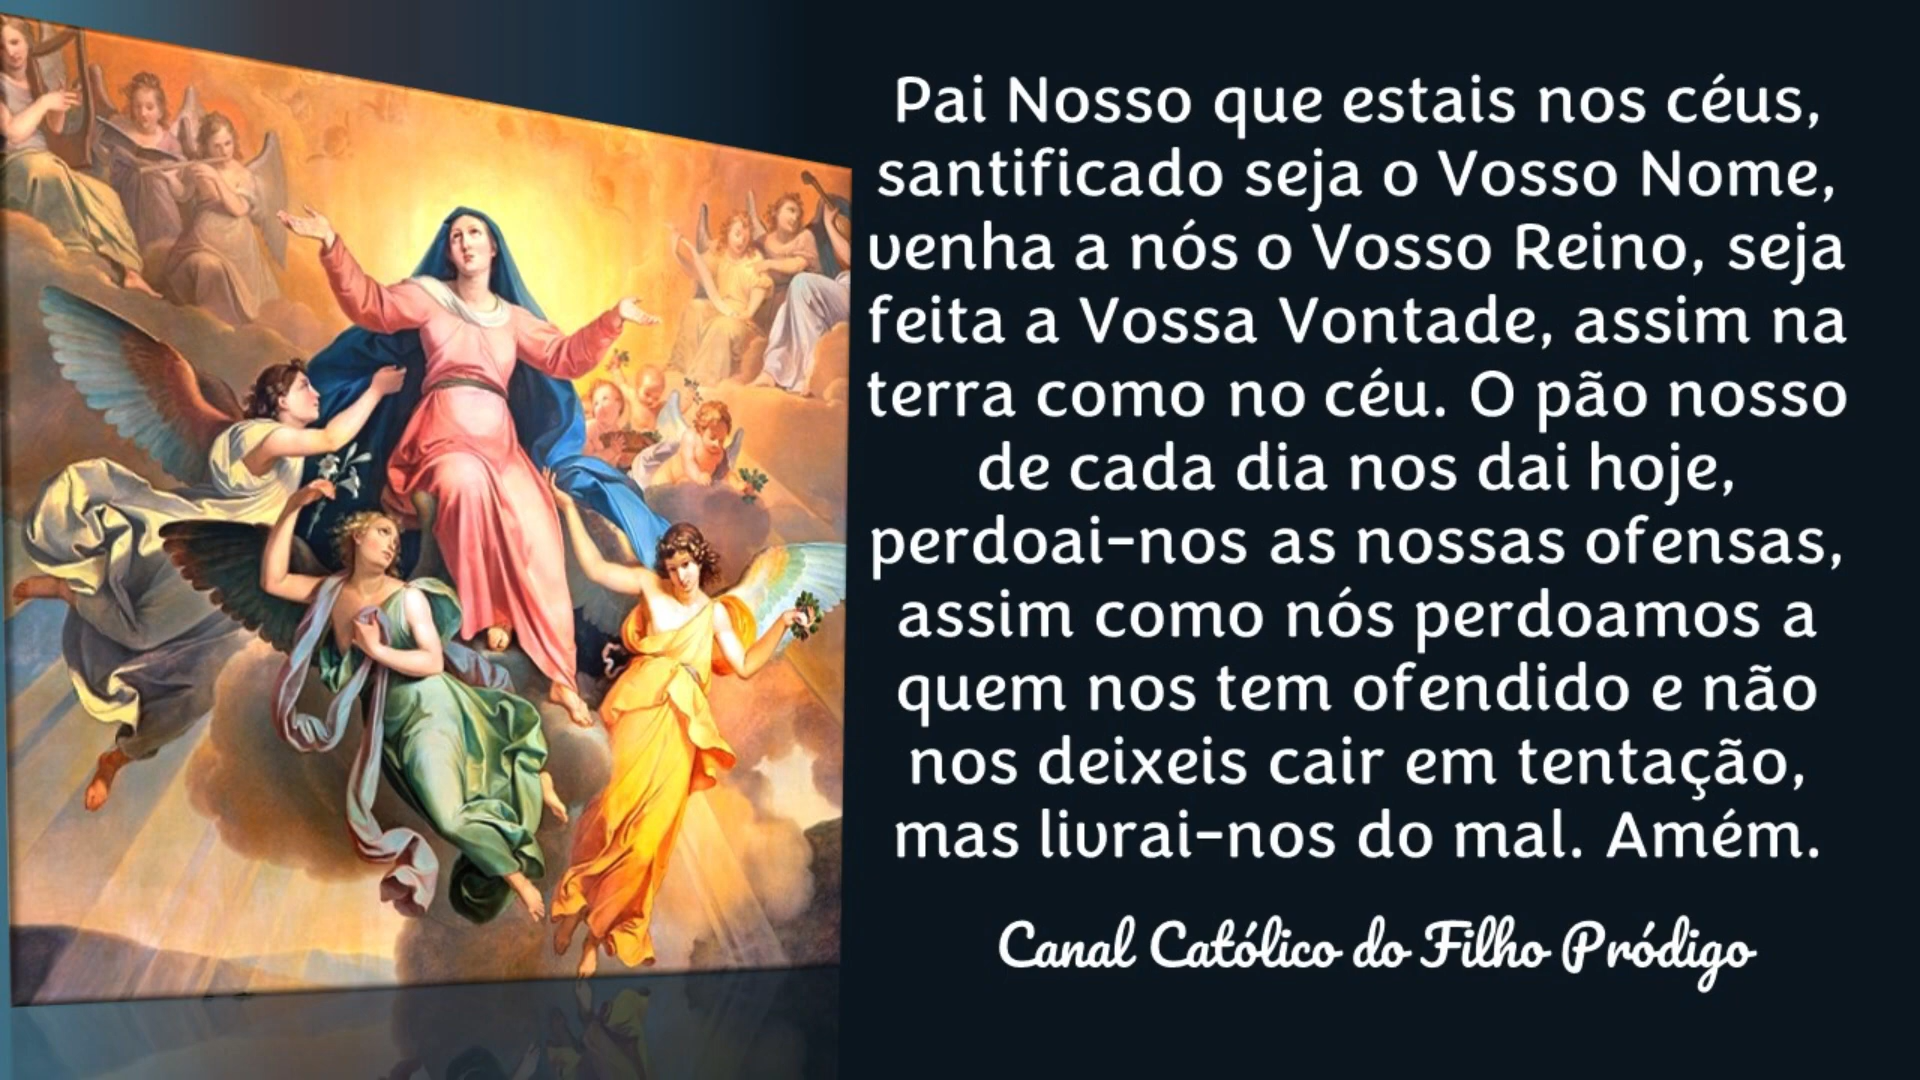 Pai Nosso que estais nos céus,
santificado seja o Vosso Nome,
venha a nós o Vosso Reino, seja
feita a Vossa Vontade, assim na
terra como no céu. O pão nosso
de cada dia nos dai hoje,
perdoai-nos as nossas ofensas,
assim como nós perdoamos a
quem nos tem ofendido e não
nos deixeis cair em tentação,
mas livrai-nos do mal. Amém.
Canal Católico do Filho Pródigo